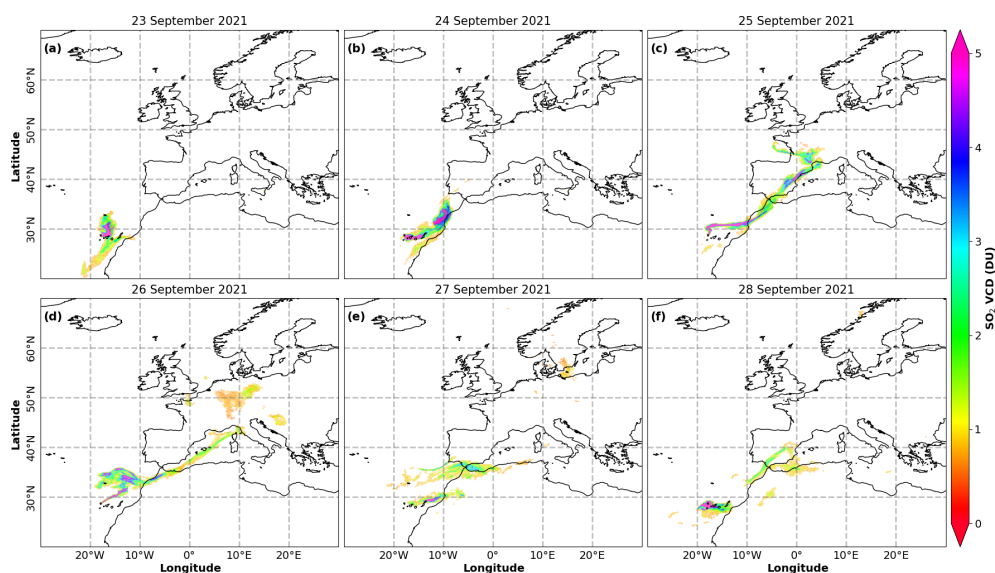 23 September 2021
24 September 2021
25 September 2021
(a)
(b)
(c)
60°N
50°N
40°N
30°N
Latitude
26 September 2021
27 September 2021
28 September 2021
(d)
(e)
(f)
60°N
50°N
40°N
30°N
Latitude
20°W 10°W 0° 10°E 20°E
20°W 10°W 0° 10°E 20°E
20°W 10°W 0° 10°E 20°E
Longitude
Longitude
Longitude
5
4
3
2
1
0
SO₂ VCD (DU)